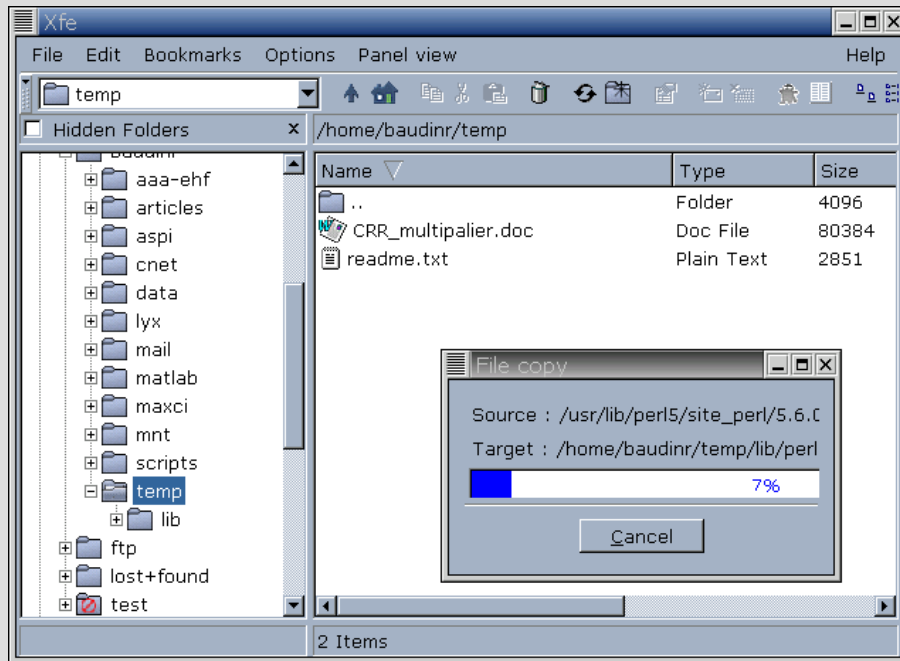 Xfe
File Edit Bookmarks Options Panel view Help
temp
Hidden Folders x /home/baudinr/temp
Name Type Size
baudinr
aaa-ehf
articles
aspi
cnet
data
lyx
mail
matlab
maxci
mnt
scripts
temp
lib
ftp
lost+found
test
.. Folder 4096
CRR_multipalier.doc Doc File 80384
readme.txt Plain Text 2851
File copy
Source : /usr/lib/perl5/site_perl/5.6.0
Target : /home/baudinr/temp/lib/perl
7%
Cancel
2 Items